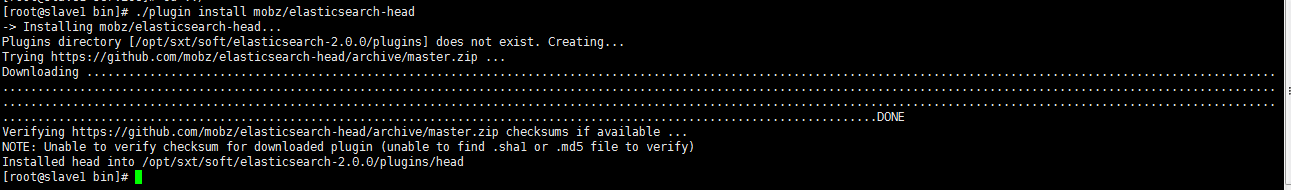 [root@slave1 bin]# ./plugin install mobz/elasticsearch-head
-> Installing mobz/elasticsearch-head...
Plugins directory [/opt/sxt/soft/elasticsearch-2.0.0/plugins] does not exist. Creating...
Trying https://github.com/mobz/elasticsearch-head/archive/master.zip ...
Downloading ..........................................................................................................................................................................
......................................................................................................................................................................................
......................................................................................................................................................................................
.............................................................................................................................DONE
Verifying https://github.com/mobz/elasticsearch-head/archive/master.zip checksums if available ...
NOTE: Unable to verify checksum for downloaded plugin (unable to find .sha1 or .md5 file to verify)
Installed head into /opt/sxt/soft/elasticsearch-2.0.0/plugins/head
[root@slave1 bin]#